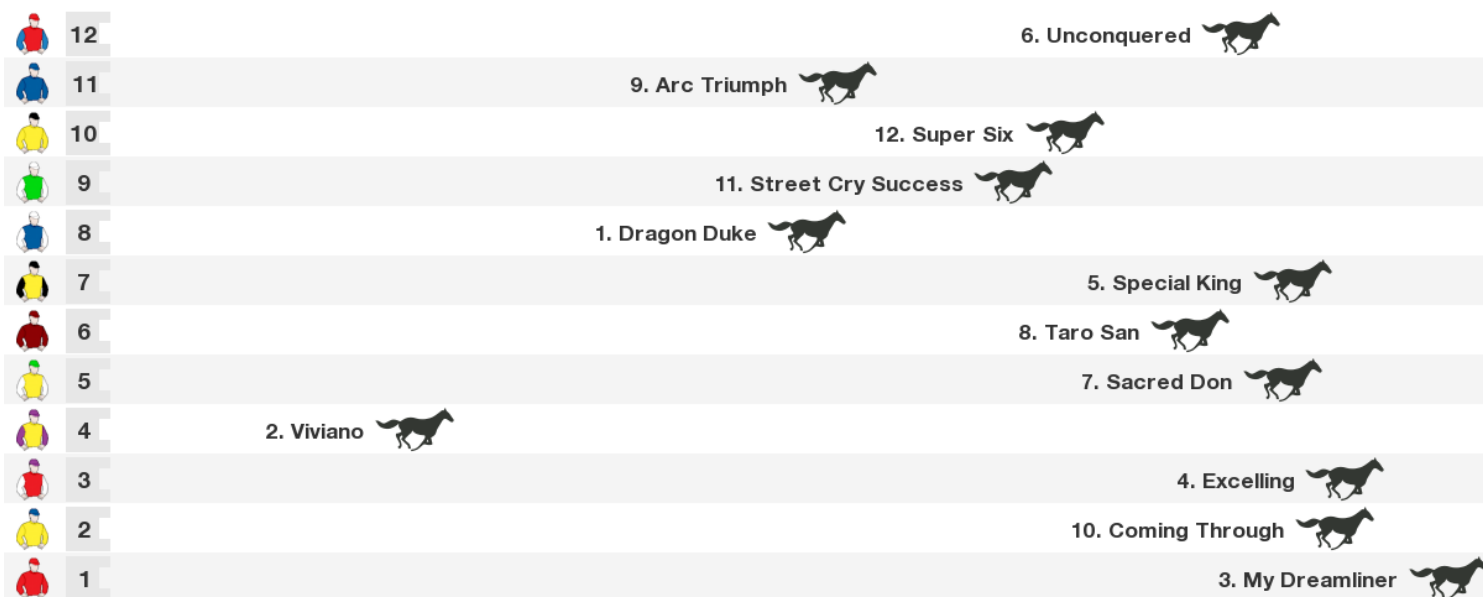 12 6. Unconquered
11 9. Arc Triumph
10 12. Super Six
9 11. Street Cry Success
8 1. Dragon Duke
7 5. Special King
6 8. Taro San
5 7. Sacred Don
4 2. Viviano
3 4. Excelling
2 10. Coming Through
1 3. My Dreamliner